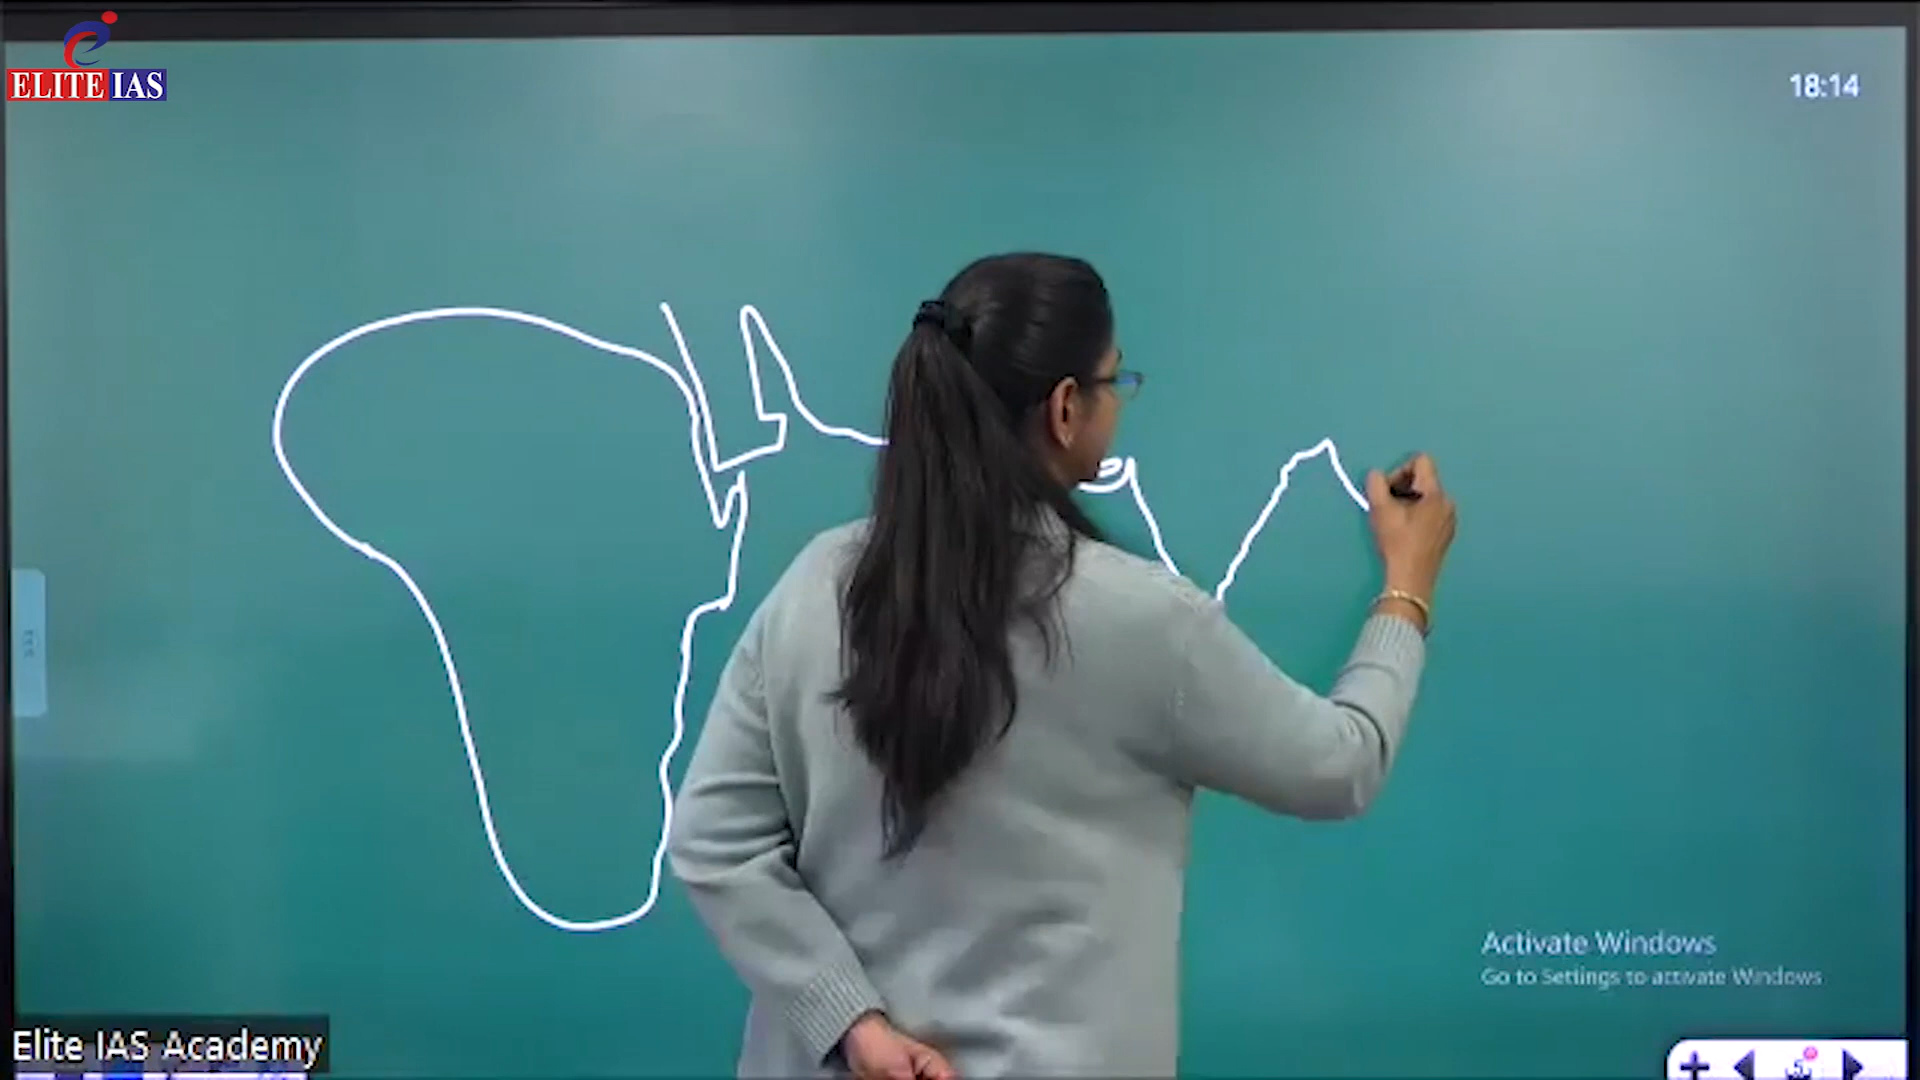 ELITE IAS
18:14
Activate Windows
Go to Settings to activate Windows
Elite IAS Academy